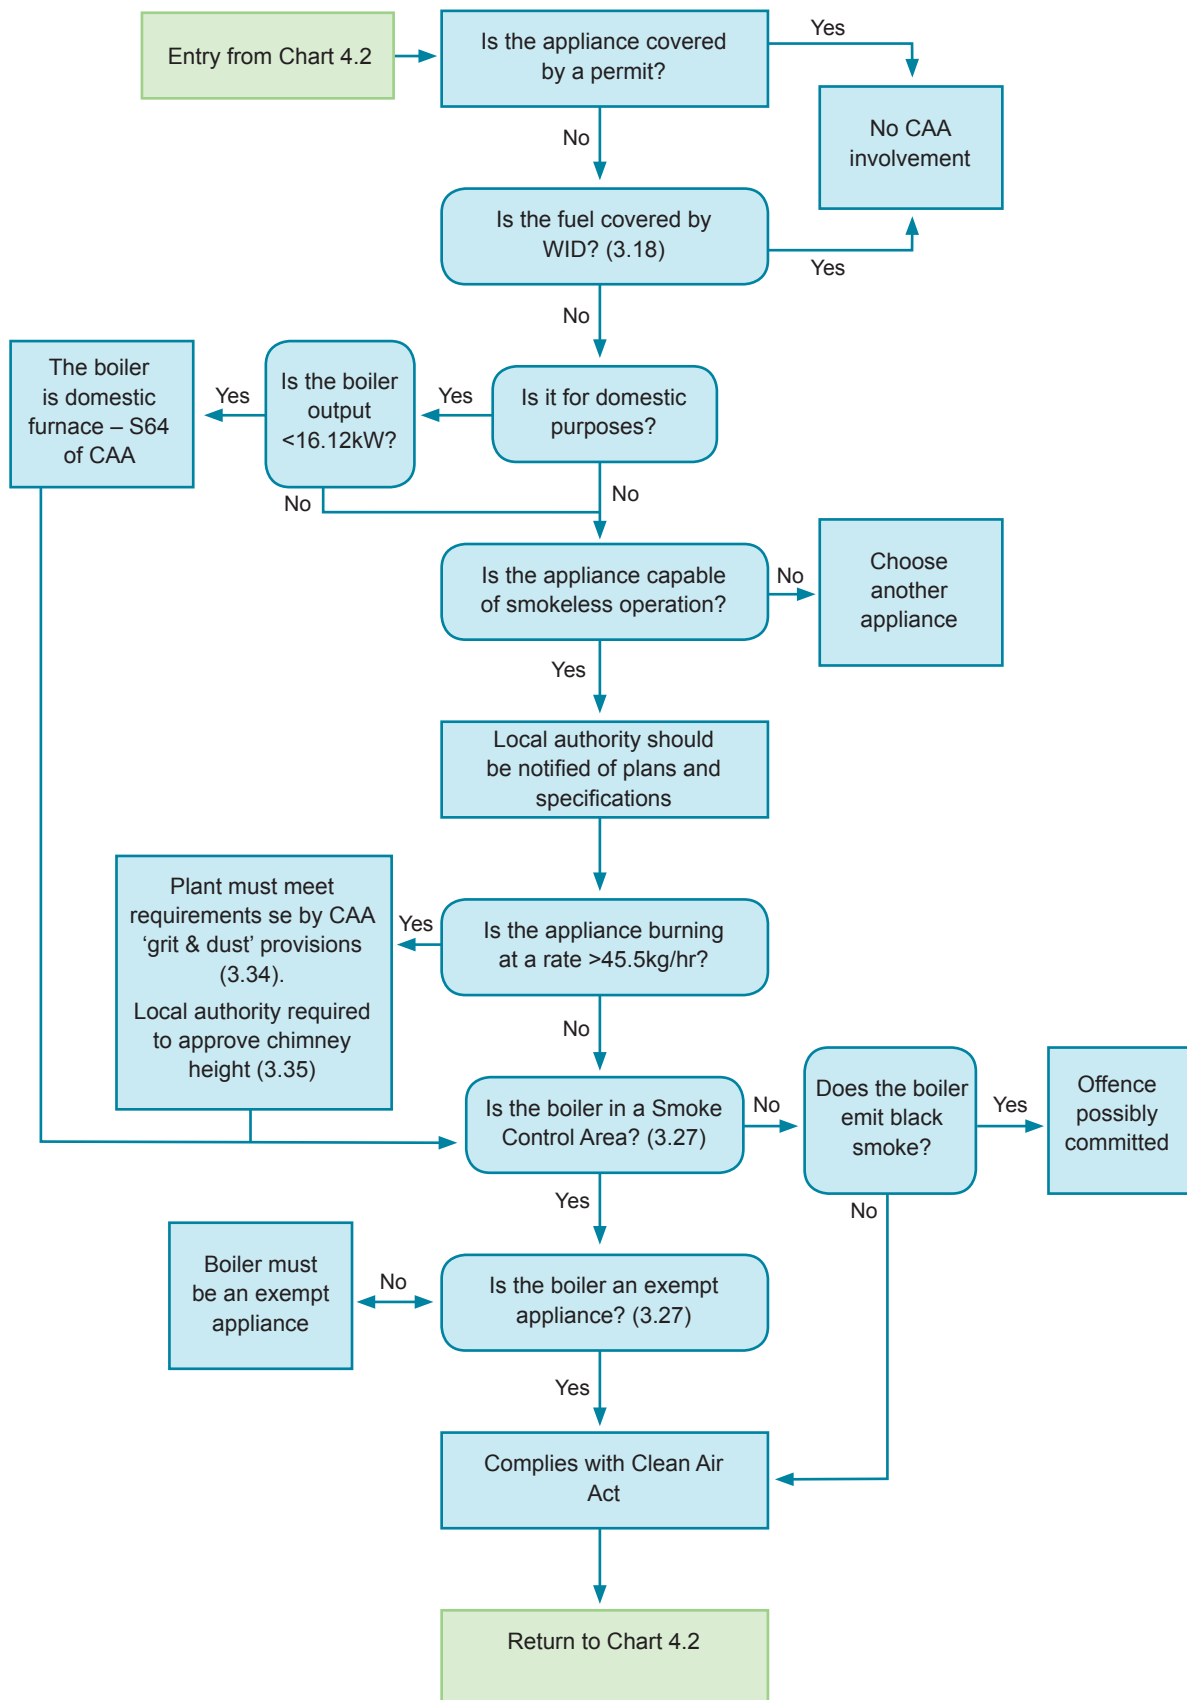 Entry from Chart 4.2
Is the appliance covered
by a permit?
Yes
No CAA
involvement
No
Is the fuel covered by
WID? (3.18)
Yes
No
The boiler
is domestic
furnace – S64
of CAA
Yes
Is the boiler
output
<16.12kW?
Yes
Is it for domestic
purposes?
No
No
Is the appliance capable
of smokeless operation?
No
Choose
another
appliance
Yes
Local authority should
be notified of plans and
specifications
Plant must meet
requirements se by CAA
‘grit & dust’ provisions
(3.34).
Local authority required
to approve chimney
height (3.35)
Yes
Is the appliance burning
at a rate >45.5kg/hr?
No
Is the boiler in a Smoke
Control Area? (3.27)
No
Does the boiler
emit black
smoke?
Yes
Offence
possibly
committed
Yes
No
Boiler must
be an exempt
appliance
No
Is the boiler an exempt
appliance? (3.27)
Yes
Complies with Clean Air
Act
Return to Chart 4.2